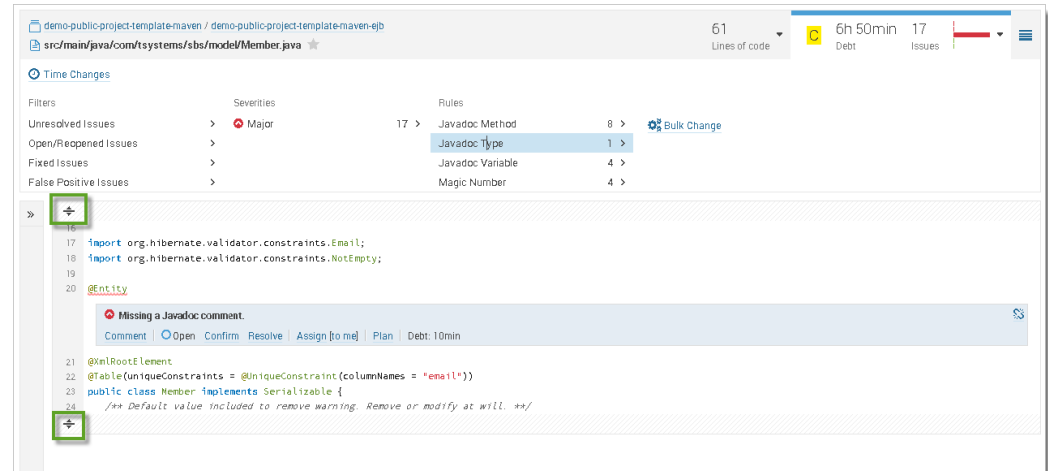 demo-public-project-template-maven / demo-public-project-template-maven-ejb
src/main/java/com/tsystems/sbs/model/Member.java
61
Lines of code
C
6h 50min
Debt
17
Issues
Time Changes
Filters
Severities
Rules
Unresolved Issues
Major 17
Javadoc Method 8
Bulk Change
Open/Reopened Issues
Javadoc Type 1
Fixed Issues
Javadoc Variable 4
False Positive Issues
Magic Number 4
16
17 import org.hibernate.validator.constraints.Email;
18 import org.hibernate.validator.constraints.NotEmpty;
19
20 @Entity
Missing a Javadoc comment.
Comment Open Confirm Resolve Assign [to me] Plan Debt: 10min
21 @XmlRootElement
22 @Table(uniqueConstraints = @UniqueConstraint(columnNames = "email"))
23 public class Member implements Serializable {
24 /** Default value included to remove warning. Remove or modify at will. **/